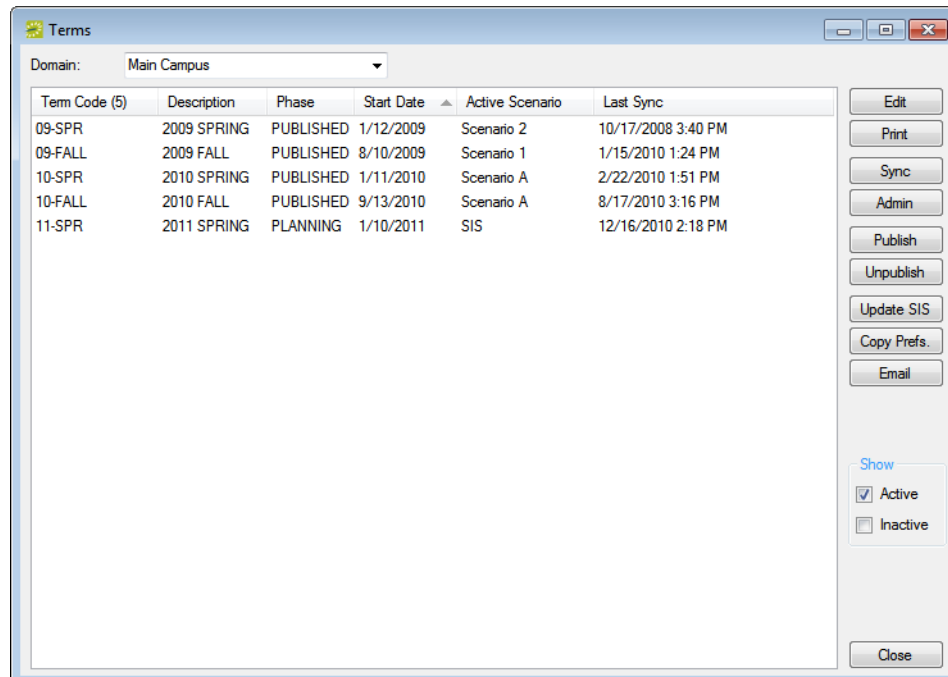 Terms
Domain: Main Campus
Term Code (5) Description Phase Start Date Active Scenario Last Sync
09-SPR 2009 SPRING PUBLISHED 1/12/2009 Scenario 2 10/17/2008 3:40 PM
09-FALL 2009 FALL PUBLISHED 8/10/2009 Scenario 1 1/15/2010 1:24 PM
10-SPR 2010 SPRING PUBLISHED 1/11/2010 Scenario A 2/22/2010 1:51 PM
10-FALL 2010 FALL PUBLISHED 9/13/2010 Scenario A 8/17/2010 3:16 PM
11-SPR 2011 SPRING PLANNING 1/10/2011 SIS 12/16/2010 2:18 PM
Edit
Print
Sync
Admin
Publish
Unpublish
Update SIS
Copy Prefs.
Email
Show
Active
Inactive
Close